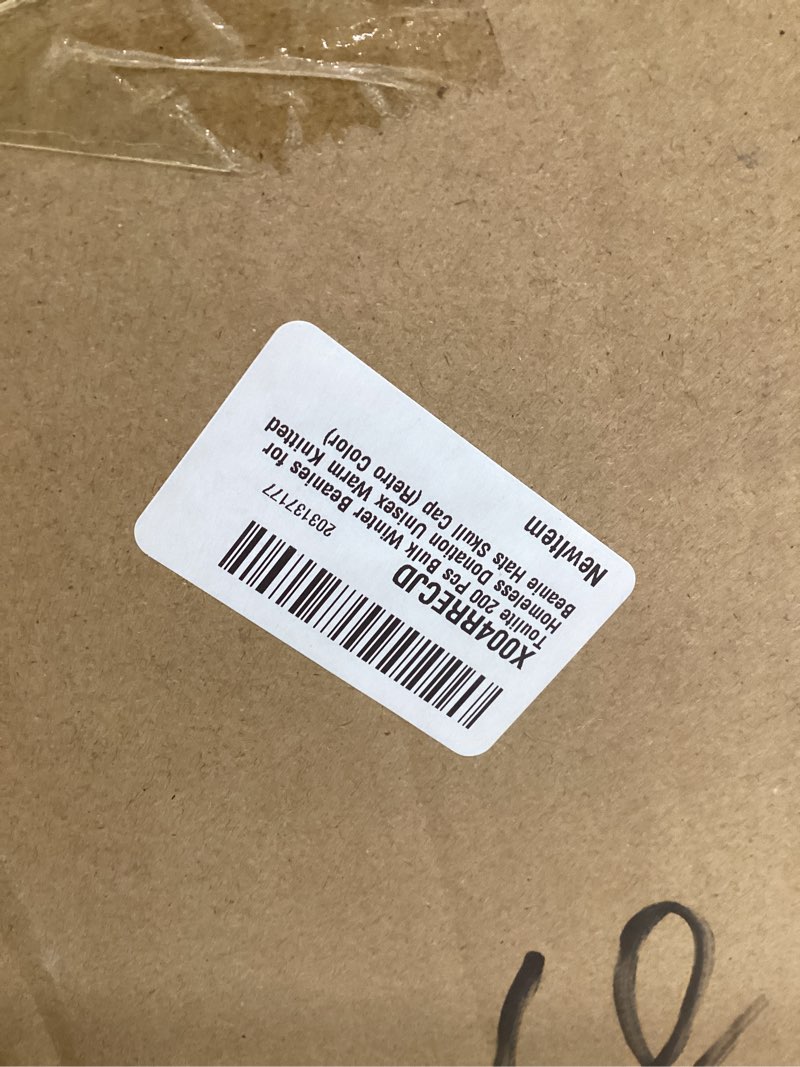 X004RRECJD
203137177
Toulite 200 Pcs Bulk Winter Beanies for
Homeless Donation Unisex Warm Knitted
Beanie Hats Skull Cap (Retro Color)
NewItem